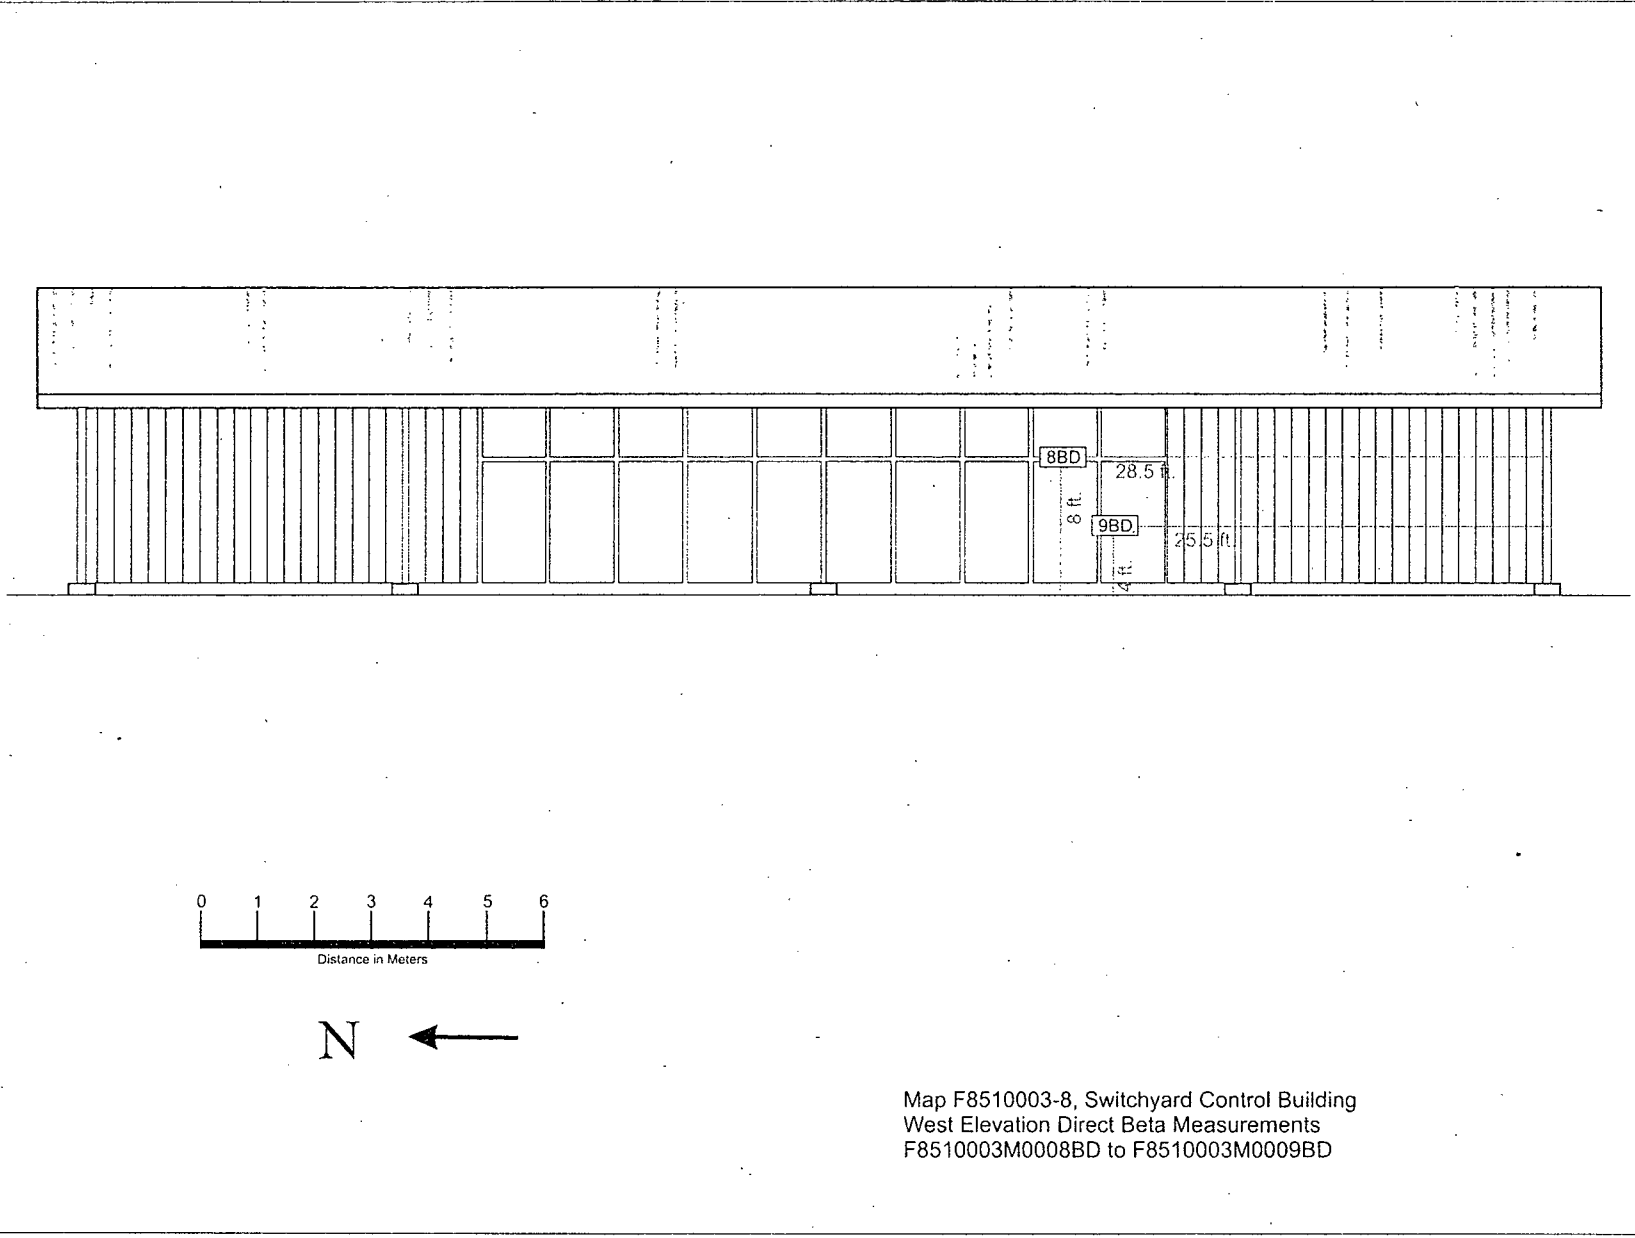 8BD
28.5 ft.
8 ft.
9BD
25.5 ft.
4 ft.
0 1 2 3 4 5 6
Distance in Meters
N
Map F8510003-8, Switchyard Control Building
West Elevation Direct Beta Measurements
F8510003M0008BD to F8510003M0009BD